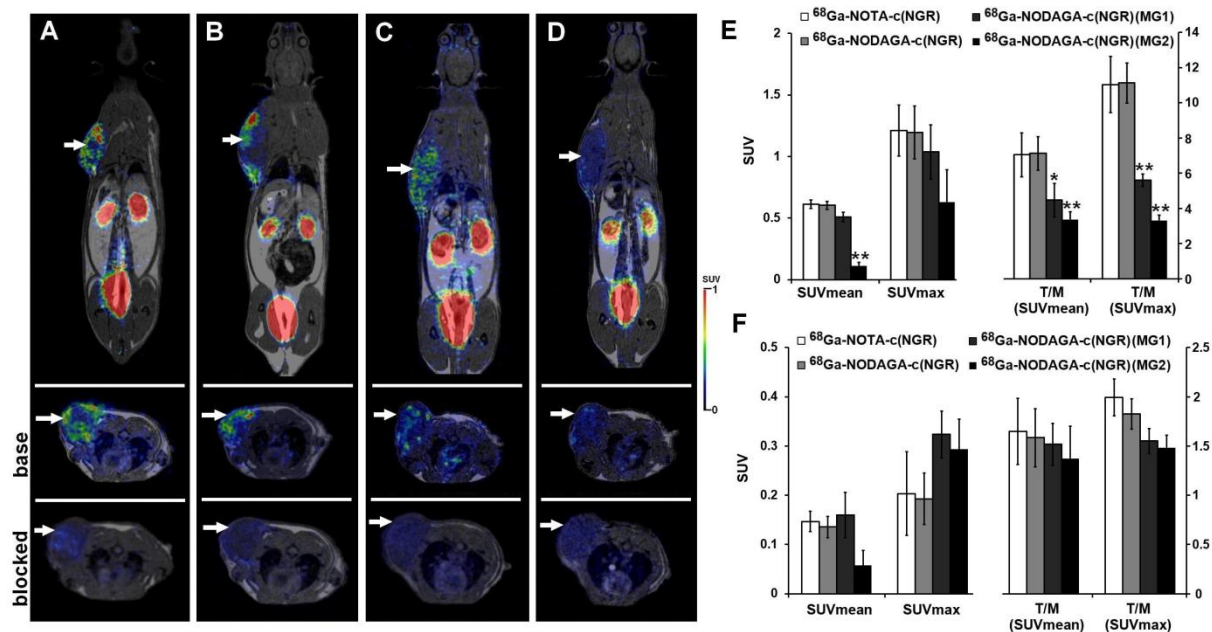 A
B
C
D
base
blocked
SUV
1
0
E
⁶⁸Ga-NOTA-c(NGR)
⁶⁸Ga-NODAGA-c(NGR)(MG1)
⁶⁸Ga-NODAGA-c(NGR)
⁶⁸Ga-NODAGA-c(NGR)(MG2)
SUV
2
1.5
1
0.5
0
14
12
10
8
6
4
2
0
**
*
**
**
**
SUVmean
SUVmax
T/M
(SUVmean)
T/M
(SUVmax)
F
⁶⁸Ga-NOTA-c(NGR)
⁶⁸Ga-NODAGA-c(NGR)(MG1)
⁶⁸Ga-NODAGA-c(NGR)
⁶⁸Ga-NODAGA-c(NGR)(MG2)
SUV
0.5
0.4
0.3
0.2
0.1
0
2.5
2
1.5
1
0.5
0
SUVmean
SUVmax
T/M
(SUVmean)
T/M
(SUVmax)